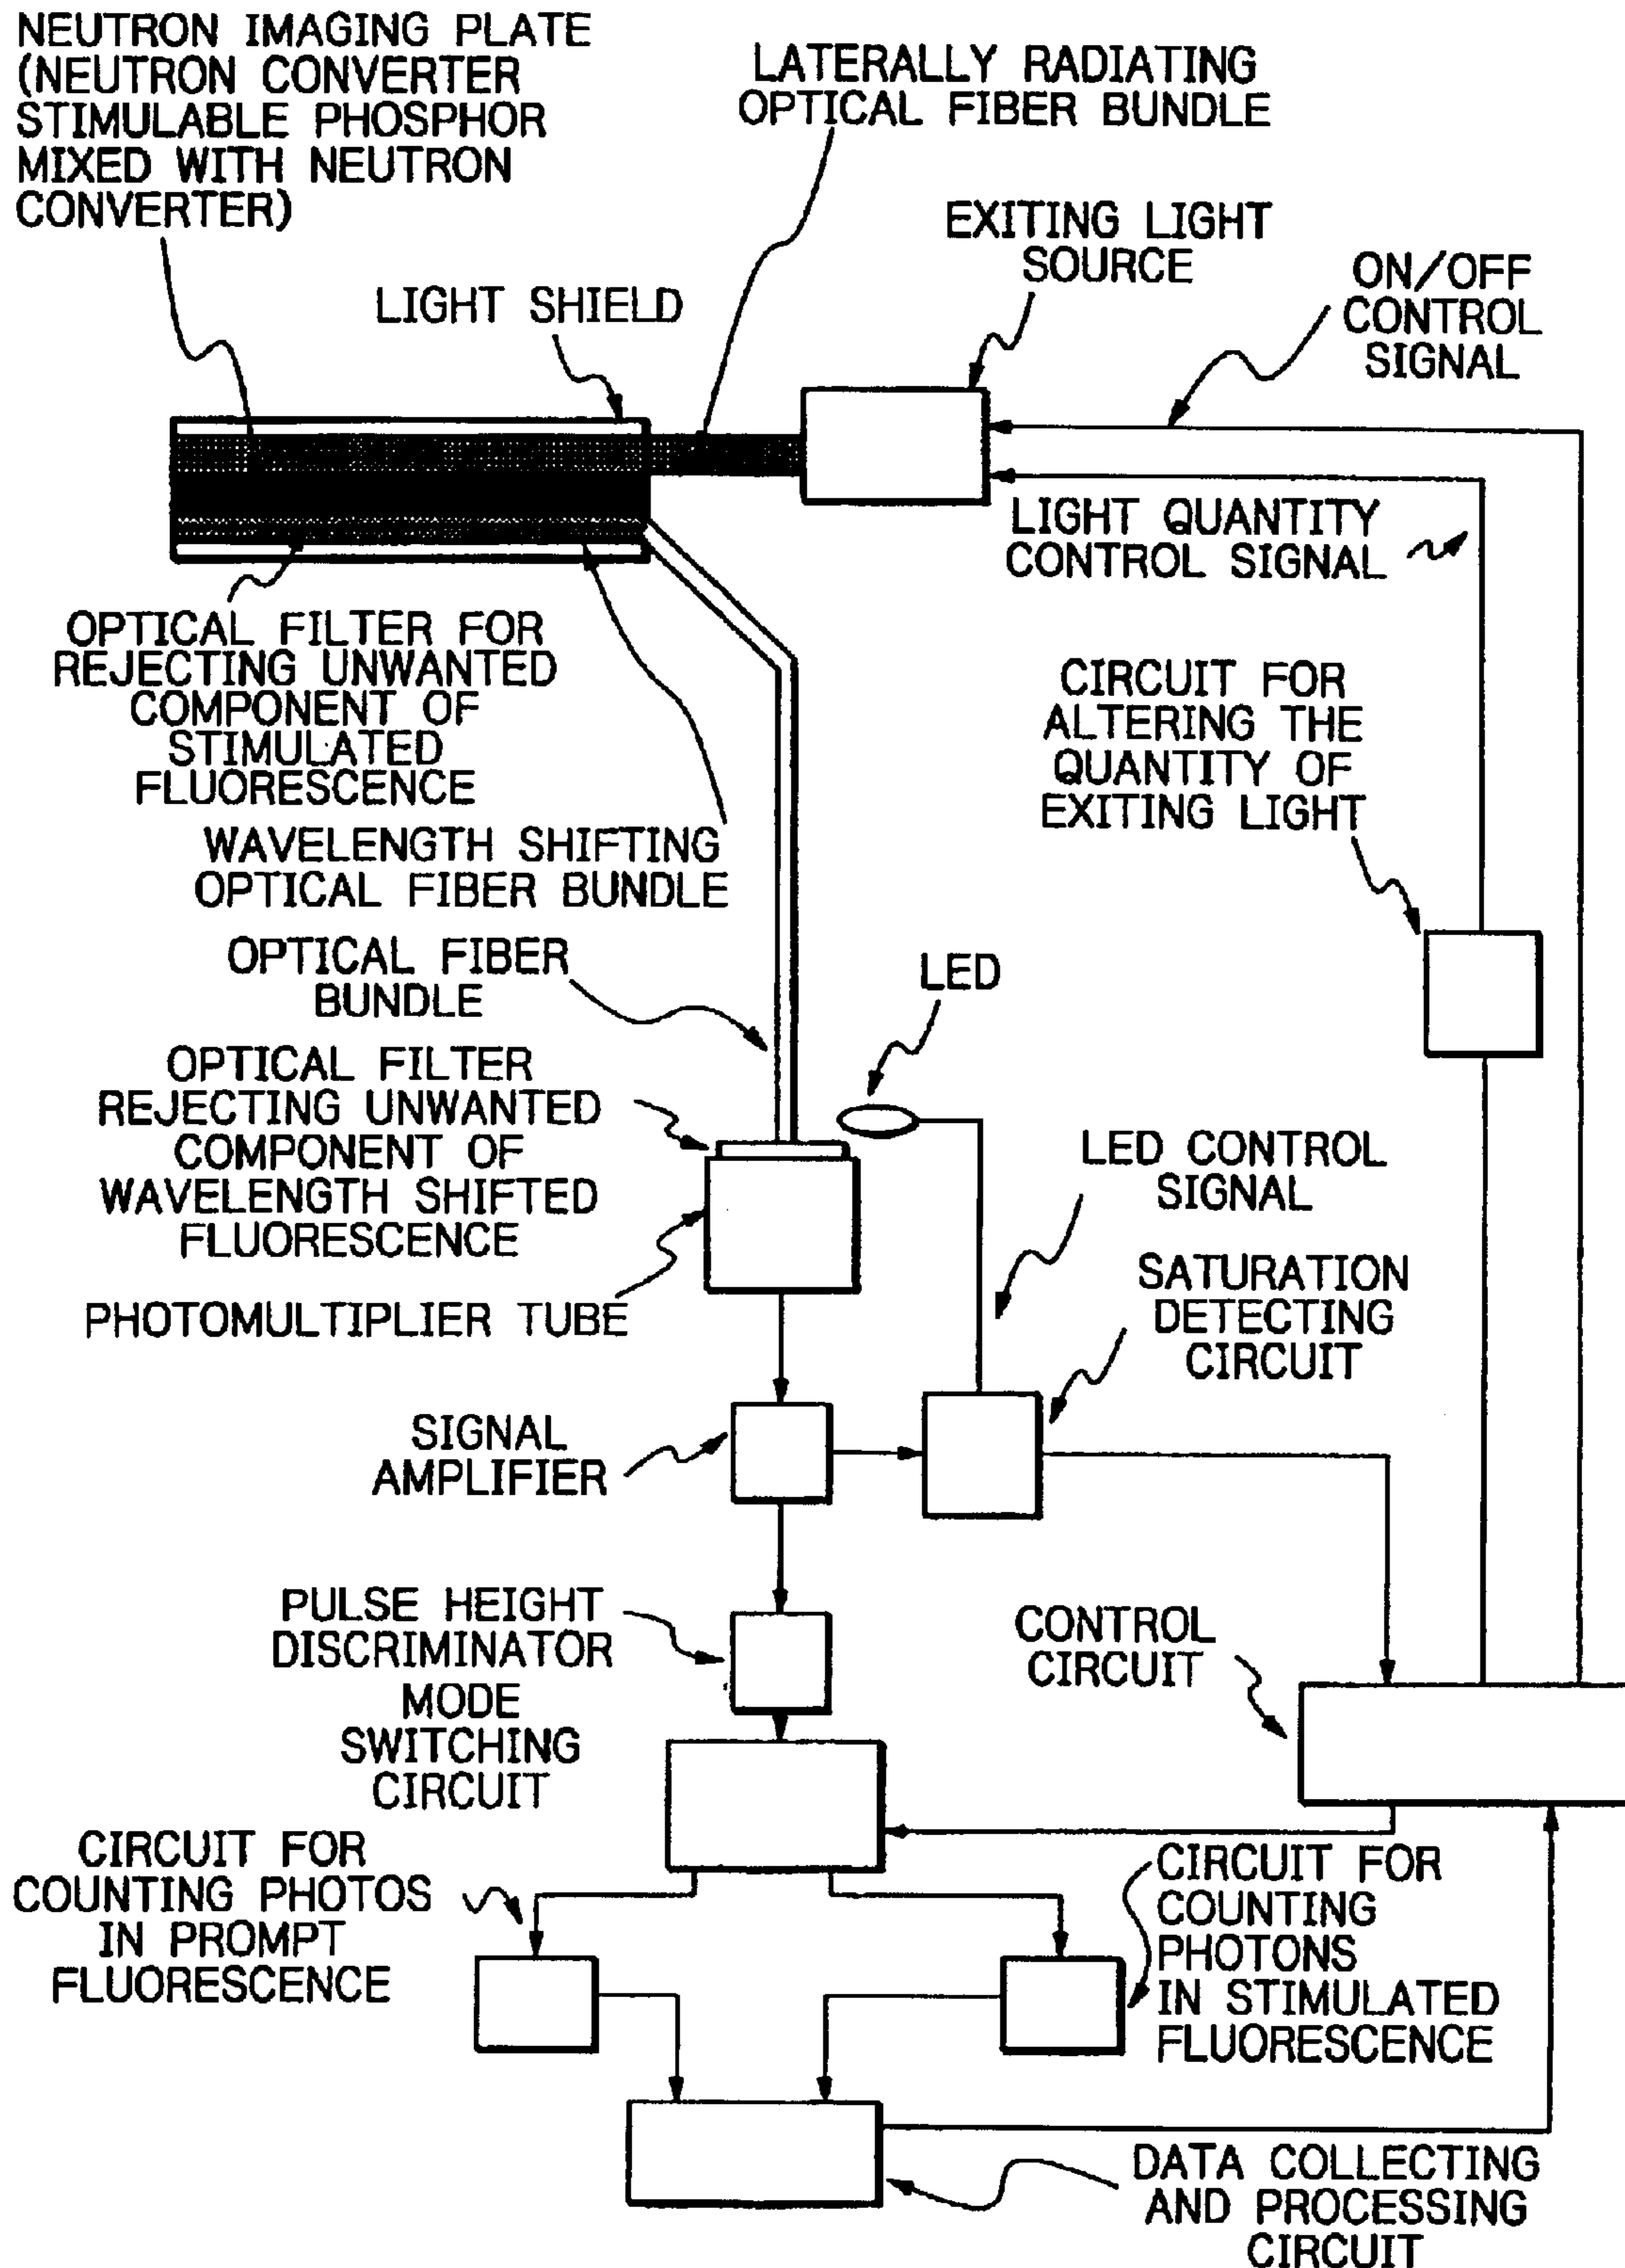 NEUTRON IMAGING PLATE
(NEUTRON CONVERTER
STIMULABLE PHOSPHOR
MIXED WITH NEUTRON
CONVERTER)
LATERALLY RADIATING
OPTICAL FIBER BUNDLE
EXITING LIGHT
SOURCE
ON/OFF
CONTROL
SIGNAL
LIGHT SHIELD
LIGHT QUANTITY
CONTROL SIGNAL
OPTICAL FILTER FOR
REJECTING UNWANTED
COMPONENT OF
STIMULATED
FLUORESCENCE
CIRCUIT FOR
ALTERING THE
QUANTITY OF
EXITING LIGHT
WAVELENGTH SHIFTING
OPTICAL FIBER BUNDLE
OPTICAL FIBER
BUNDLE
LED
OPTICAL FILTER
REJECTING UNWANTED
COMPONENT OF
WAVELENGTH SHIFTED
FLUORESCENCE
LED CONTROL
SIGNAL
PHOTOMULTIPLIER TUBE
SATURATION
DETECTING
CIRCUIT
SIGNAL
AMPLIFIER
PULSE HEIGHT
DISCRIMINATOR
CONTROL
CIRCUIT
MODE
SWITCHING
CIRCUIT
CIRCUIT FOR
COUNTING PHOTOS
IN PROMPT
FLUORESCENCE
CIRCUIT FOR
COUNTING
PHOTONS
IN STIMULATED
FLUORESCENCE
DATA COLLECTING
AND PROCESSING
CIRCUIT